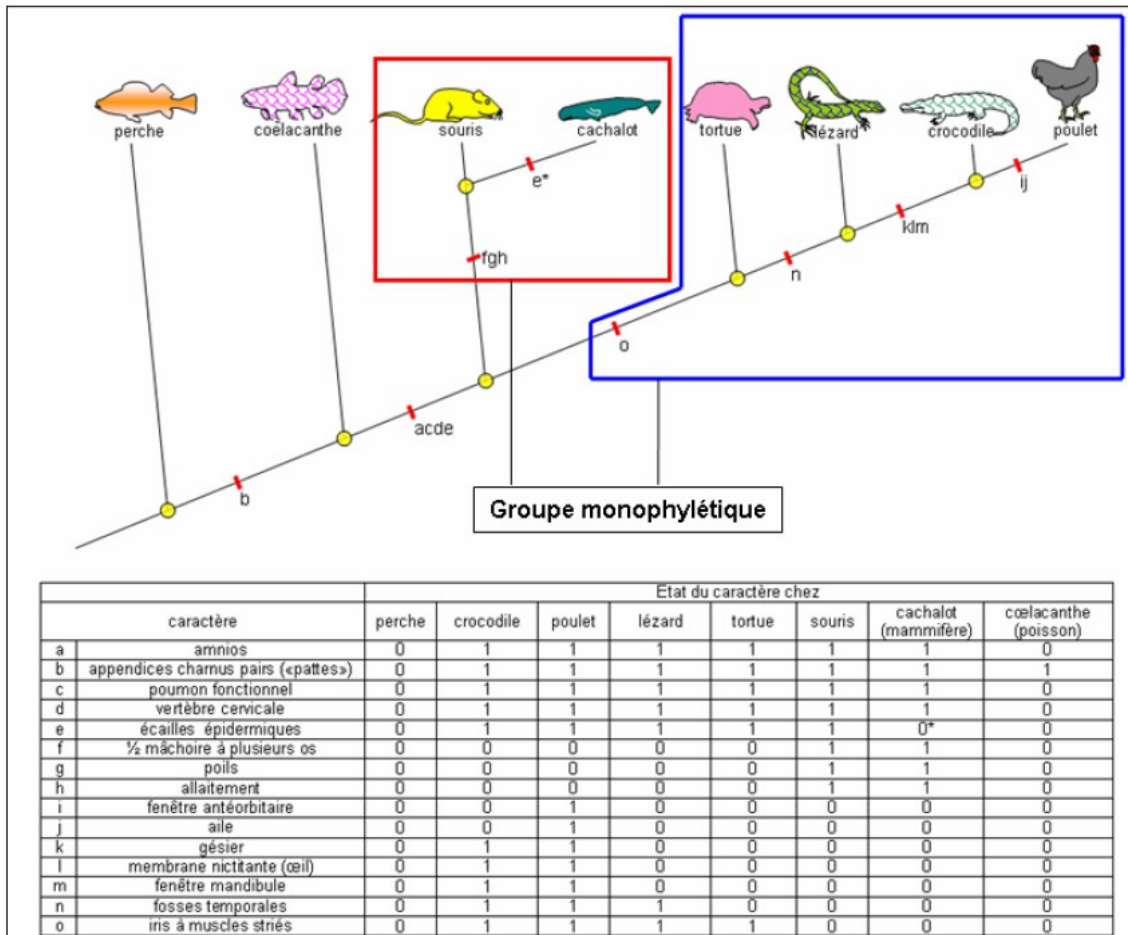 perche
coelacanthe
souris
cachalot
tortue
lézard
crocodile
poulet
e*
ij
klm
fgh
n
o
acde
b
Groupe monophylétique
Etat du caractère chez
caractère perche crocodile poulet lézard tortue souris cachalot (mammifère) cœlacanthe (poisson)
a amnios 0 1 1 1 1 1 1 0
b appendices charnus pairs («pattes») 0 1 1 1 1 1 1 1
c poumon fonctionnel 0 1 1 1 1 1 1 0
d vertèbre cervicale 0 1 1 1 1 1 1 0
e écailles épidermiques 0 1 1 1 1 1 0* 0
f ½ mâchoire à plusieurs os 0 0 0 0 0 1 1 0
g poils 0 0 0 0 0 1 1 0
h allaitement 0 0 0 0 0 1 1 0
i fenêtre antéorbitaire 0 0 1 0 0 0 0 0
j aile 0 0 1 0 0 0 0 0
k gésier 0 1 1 0 0 0 0 0
l membrane nictitante (œil) 0 1 1 0 0 0 0 0
m fenêtre mandibule 0 1 1 0 0 0 0 0
n fosses temporales 0 1 1 1 0 0 0 0
o iris à muscles striés 0 1 1 1 1 0 0 0